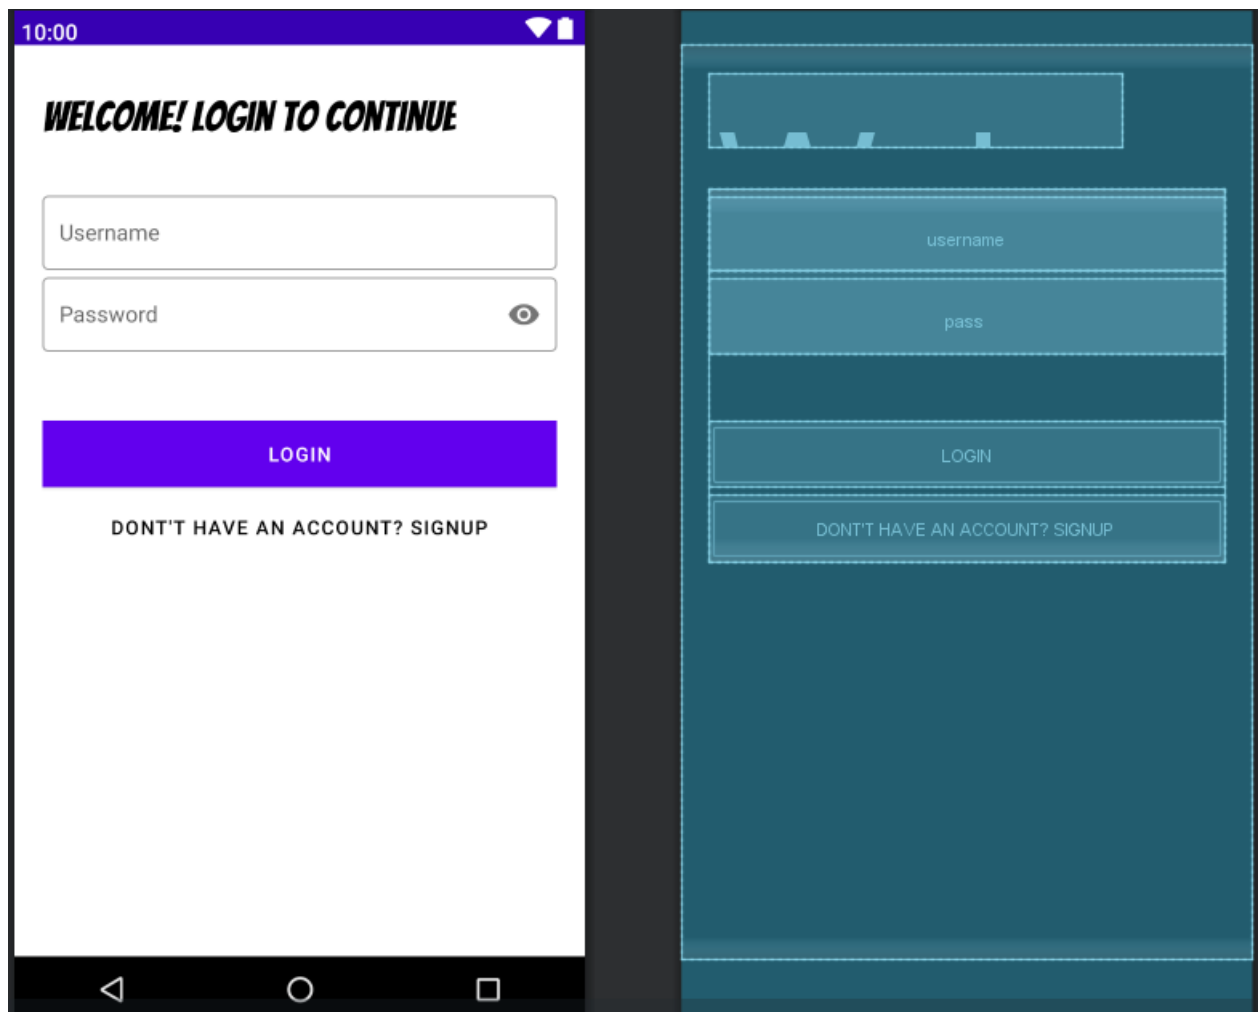 10:00
WELCOME! LOGIN TO CONTINUE
Username
Password
LOGIN
DONT'T HAVE AN ACCOUNT? SIGNUP
username
pass
LOGIN
DONT'T HAVE AN ACCOUNT? SIGNUP